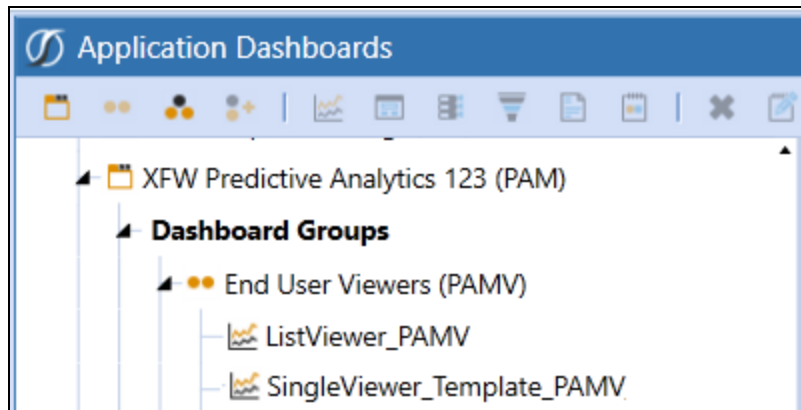 Application Dashboards
XFW Predictive Analytics 123 (PAM)
Dashboard Groups
End User Viewers (PAMV)
ListViewer_PAMV
SingleViewer_Template_PAMV